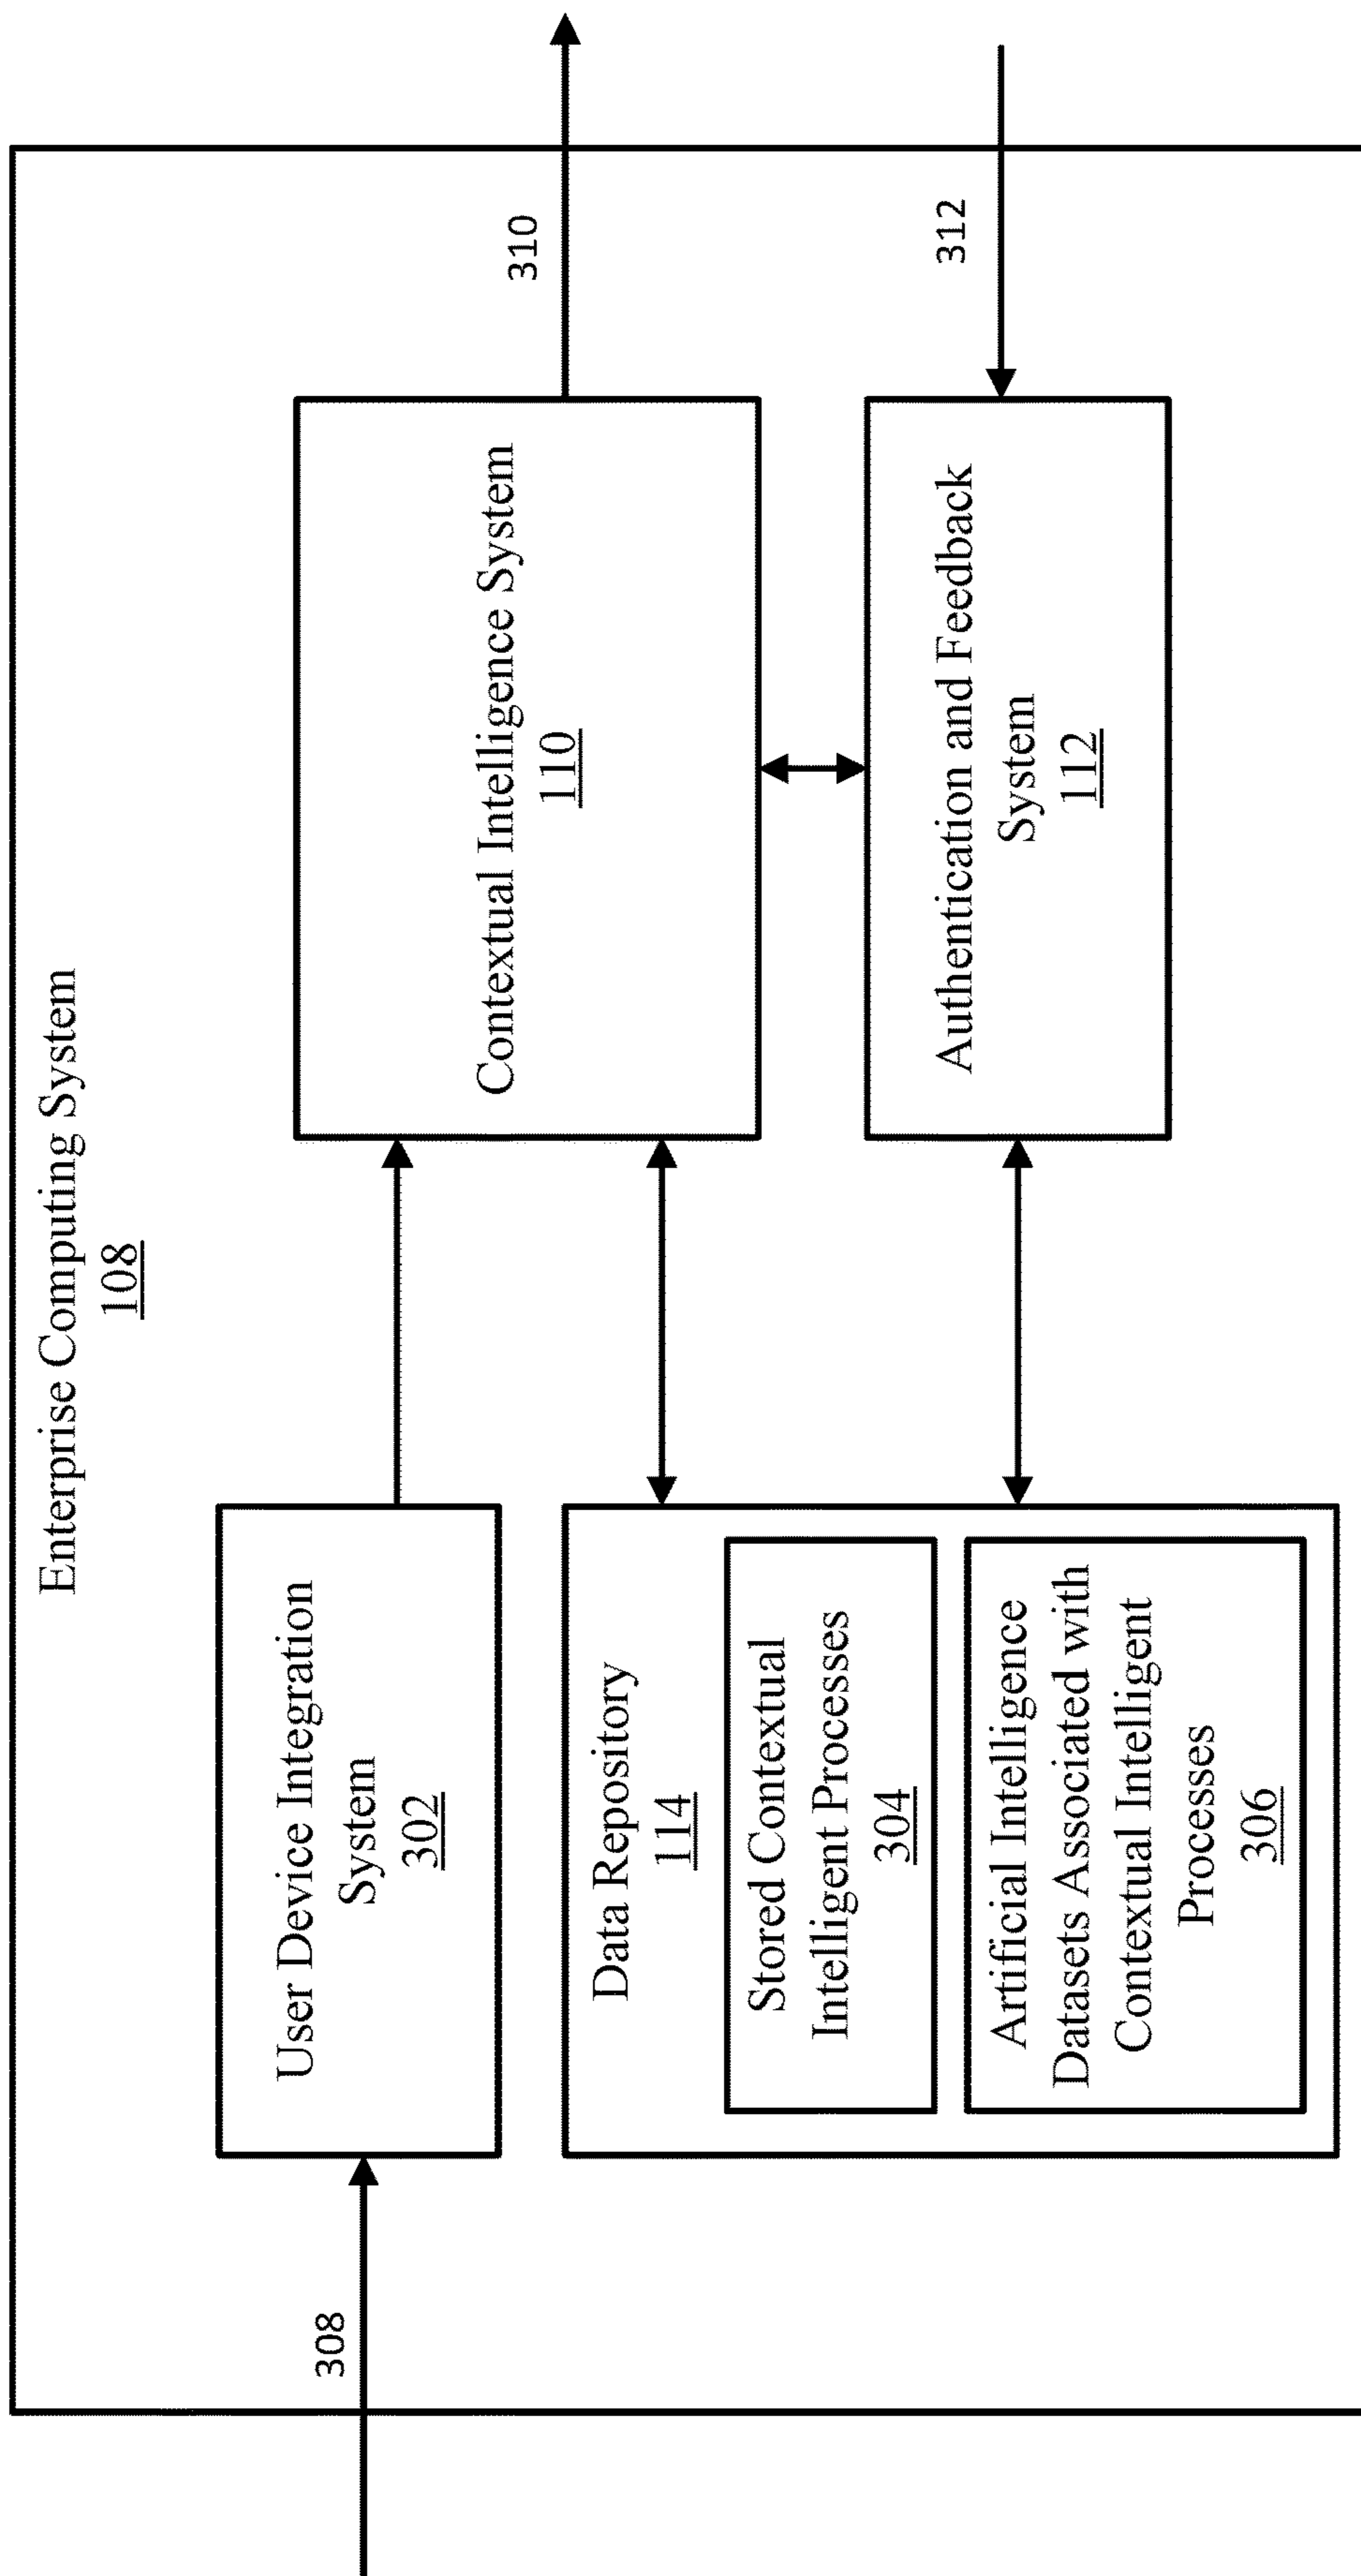 Enterprise Computing System
108
308
User Device Integration
System
302
Contextual Intelligence System
110
310
Data Repository
114
Stored Contextual
Intelligent Processes
304
Artificial Intelligence
Datasets Associated with
Contextual Intelligent
Processes
306
Authentication and Feedback
System
112
312